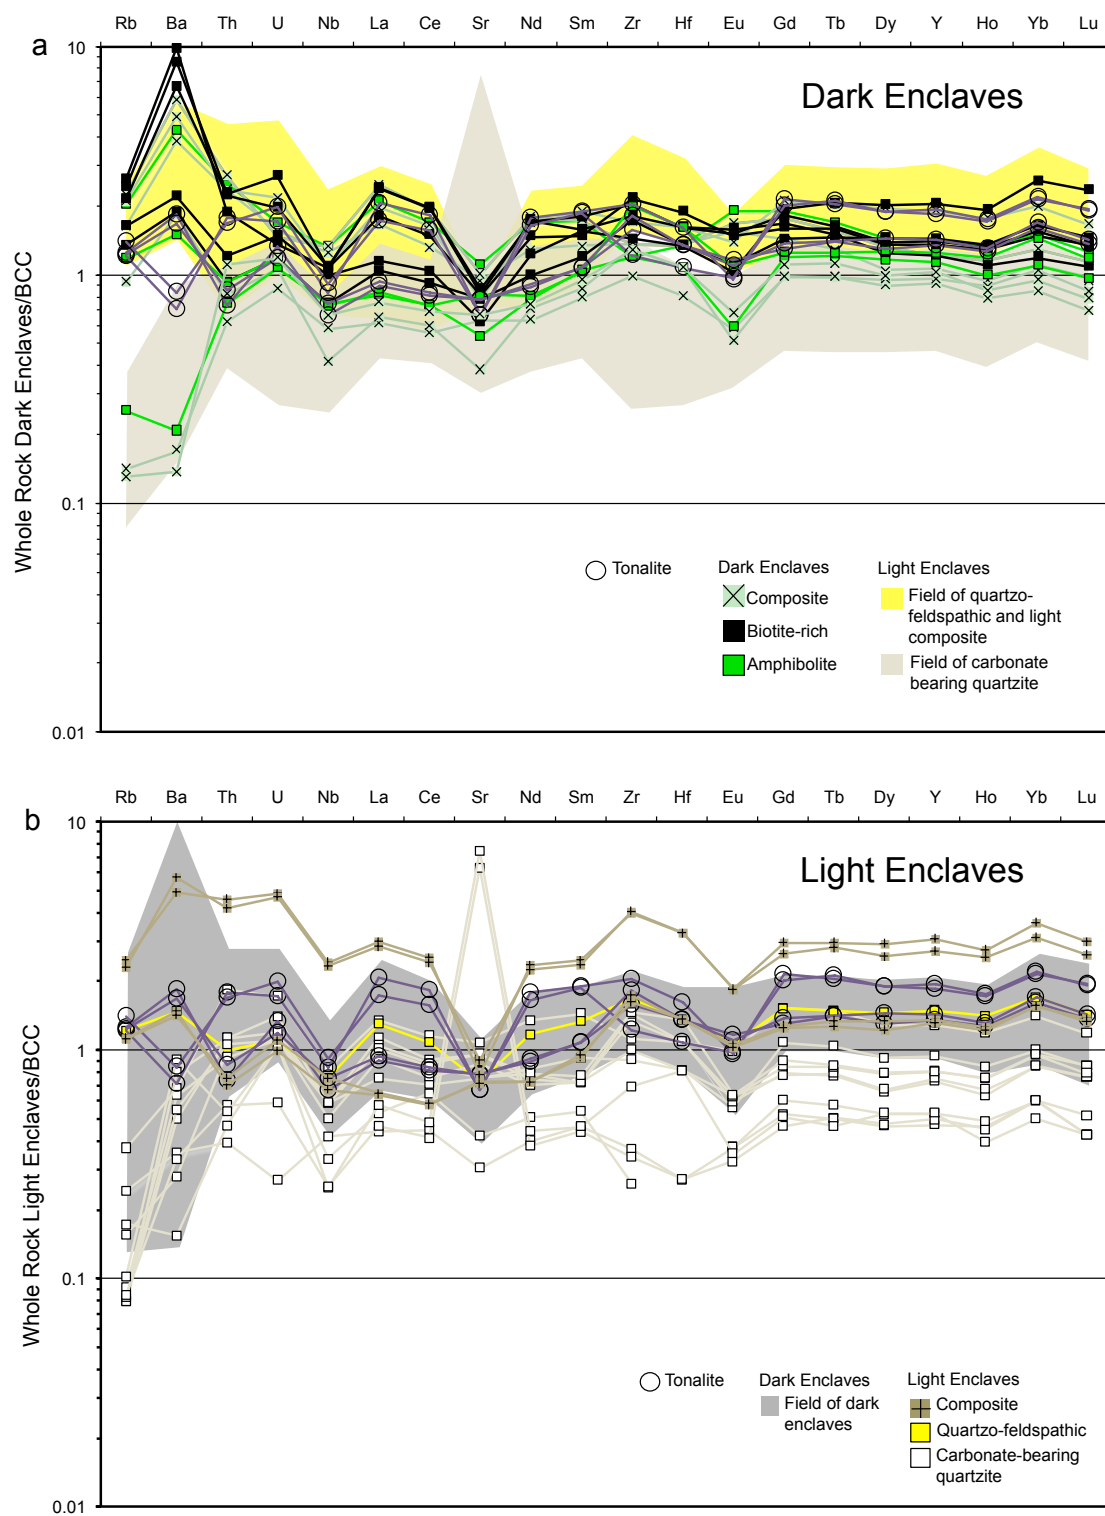 Rb Ba Th U Nb La Ce Sr Nd Sm Zr Hf Eu Gd Tb Dy Y Ho Yb Lu
a
10
Dark Enclaves
1
0.1
0.01
Whole Rock Dark Enclaves/BCC
Tonalite
Dark Enclaves
Composite
Biotite-rich
Amphibolite
Light Enclaves
Field of quartzo-
feldspathic and light
composite
Field of carbonate
bearing quartzite
Rb Ba Th U Nb La Ce Sr Nd Sm Zr Hf Eu Gd Tb Dy Y Ho Yb Lu
b
10
Light Enclaves
1
0.1
0.01
Whole Rock Light Enclaves/BCC
Tonalite
Dark Enclaves
Field of dark
enclaves
Light Enclaves
Composite
Quartzo-feldspathic
Carbonate-bearing
quartzite